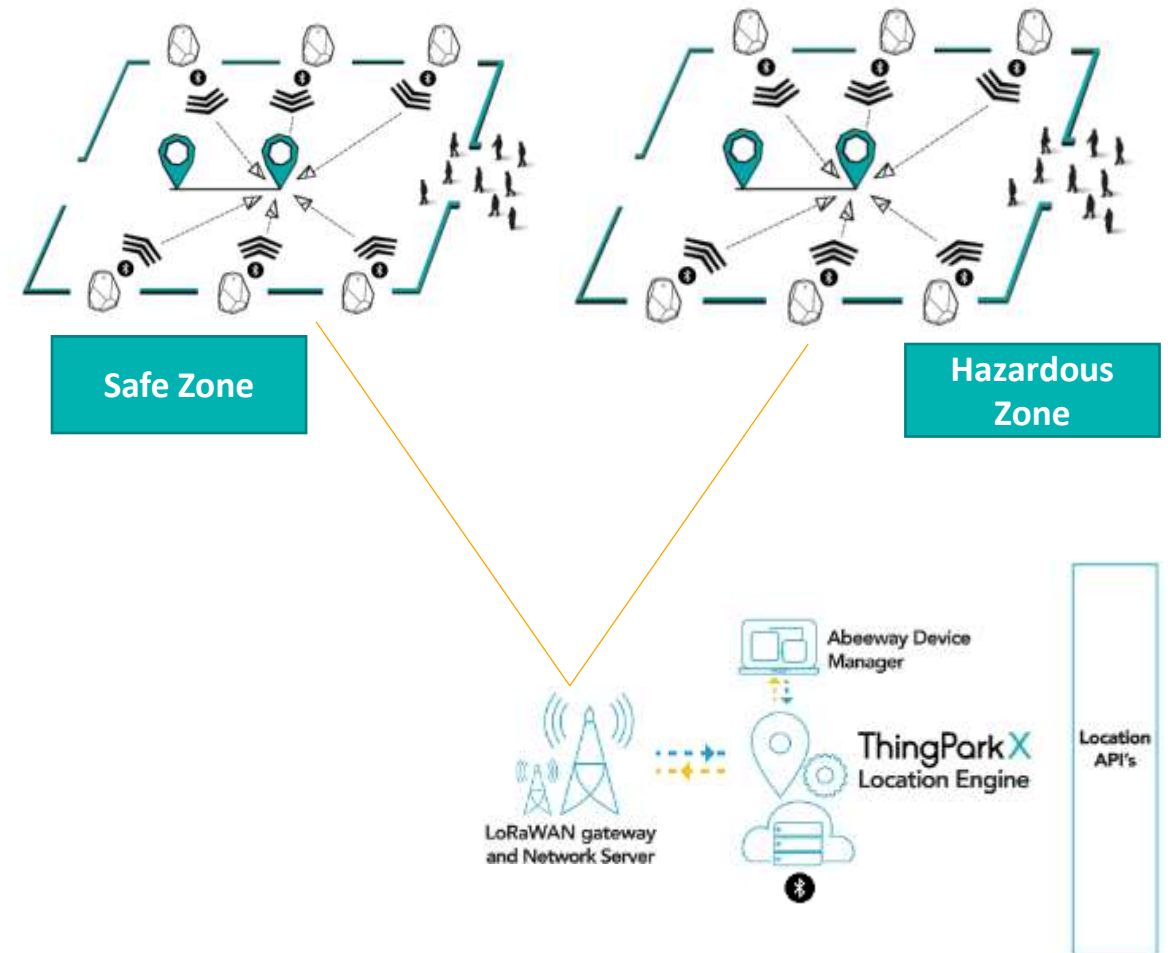 Safe Zone
Hazardous
Zone
Abeeway Device
Manager
ThingPark X
Location Engine
Location
API's
LoRaWAN gateway
and Network Server